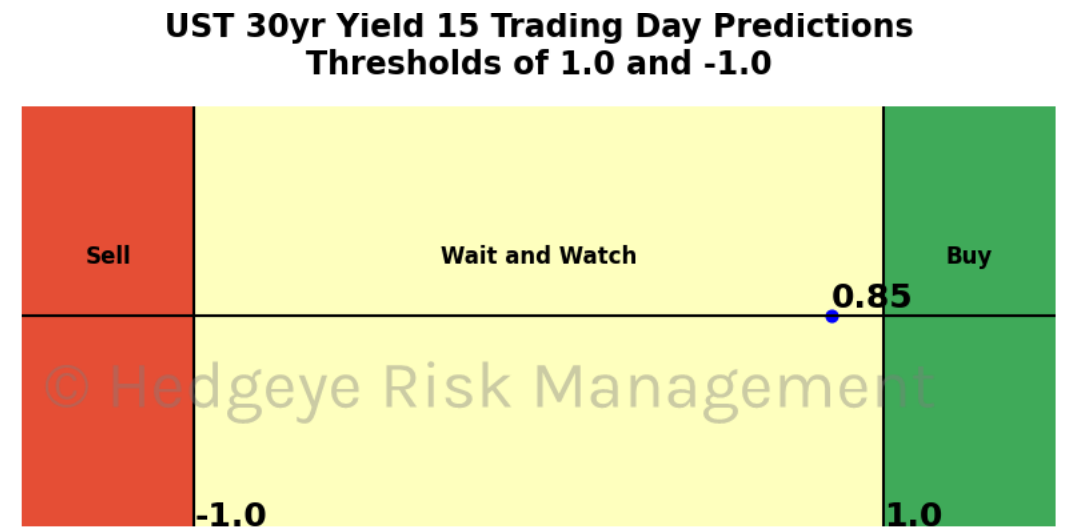 UST 30yr Yield 15 Trading Day Predictions
Thresholds of 1.0 and -1.0
Sell
Wait and Watch
Buy
0.85
© Hedgeye Risk Management
-1.0
1.0